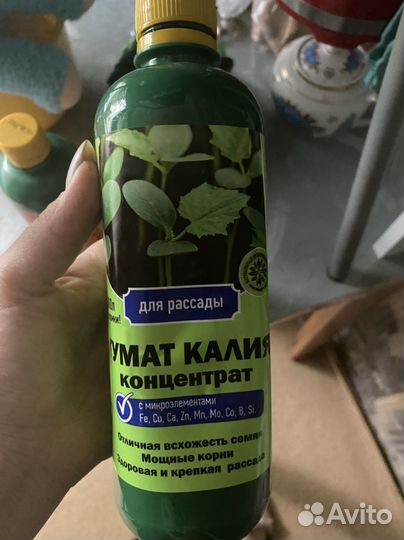 для рассады
УМАТ КАЛИЯ
концентрат
с микроэлементами
Fe, Cu, Ca, Zn, Mn, Mo, Co, B, Si.
Отличная всхожесть семян
Мощные корни
Здоровая и крепкая рассада
Avito